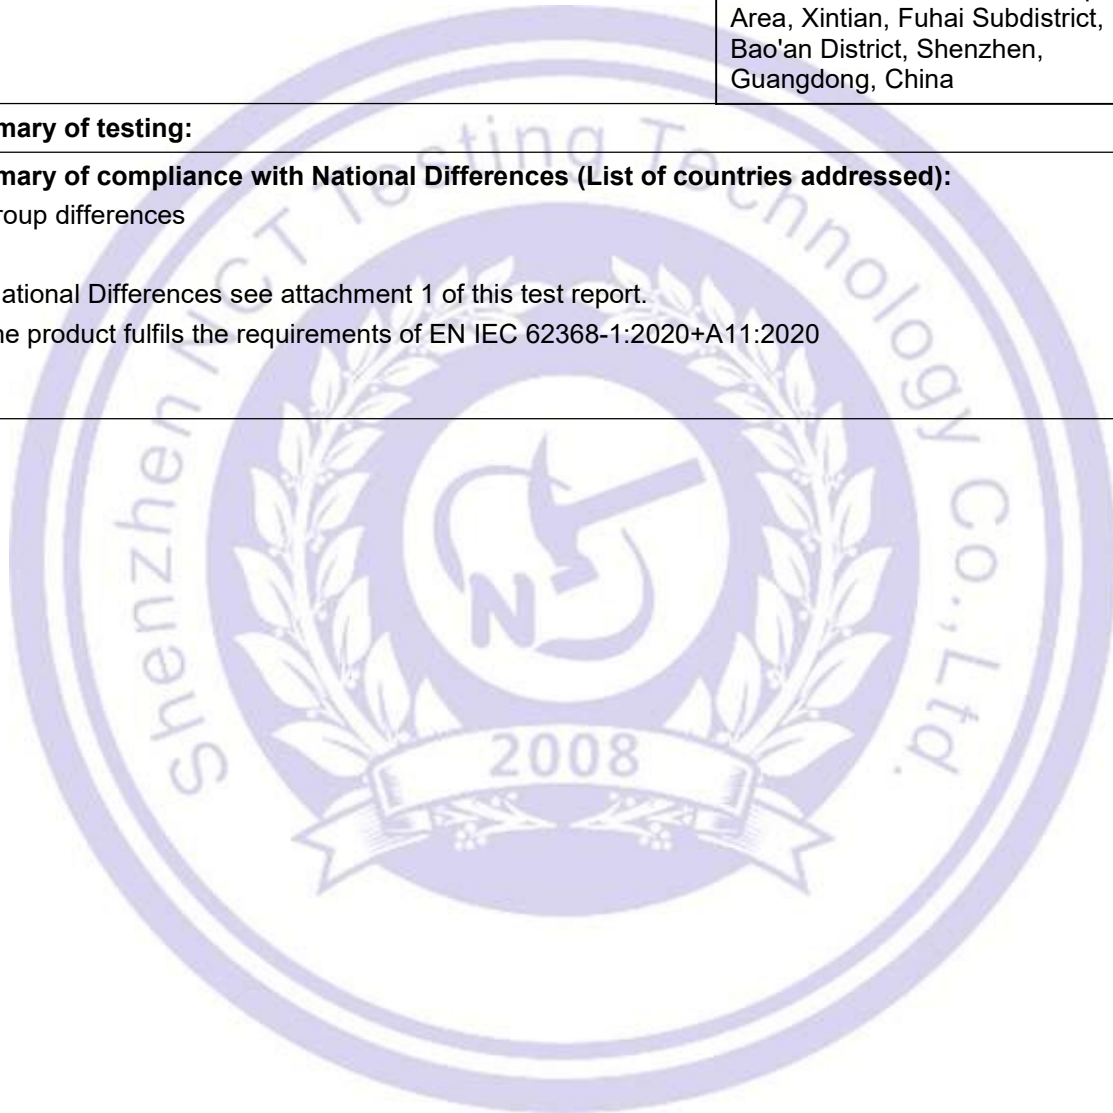 Area, Xintian, Fuhai Subdistrict,
Bao'an District, Shenzhen,
Guangdong, China
mary of testing:
mary of compliance with National Differences (List of countries addressed):
roup differences
ational Differences see attachment 1 of this test report.
ne product fulfils the requirements of EN IEC 62368-1:2020+A11:2020
Shenzhen NCT Testing Technology Co.,Ltd.
N
2008